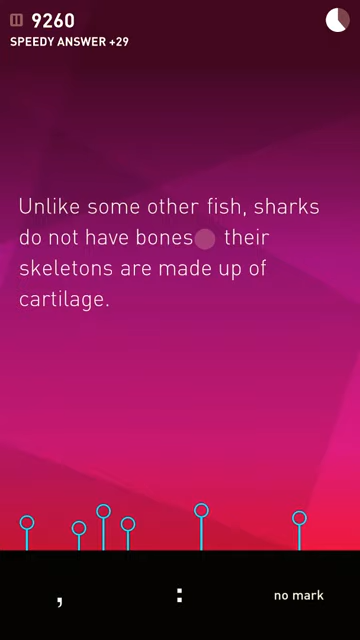 9260
SPEEDY ANSWER +29
Unlike some other fish, sharks
do not have bones their
skeletons are made up of
cartilage.
, : no mark